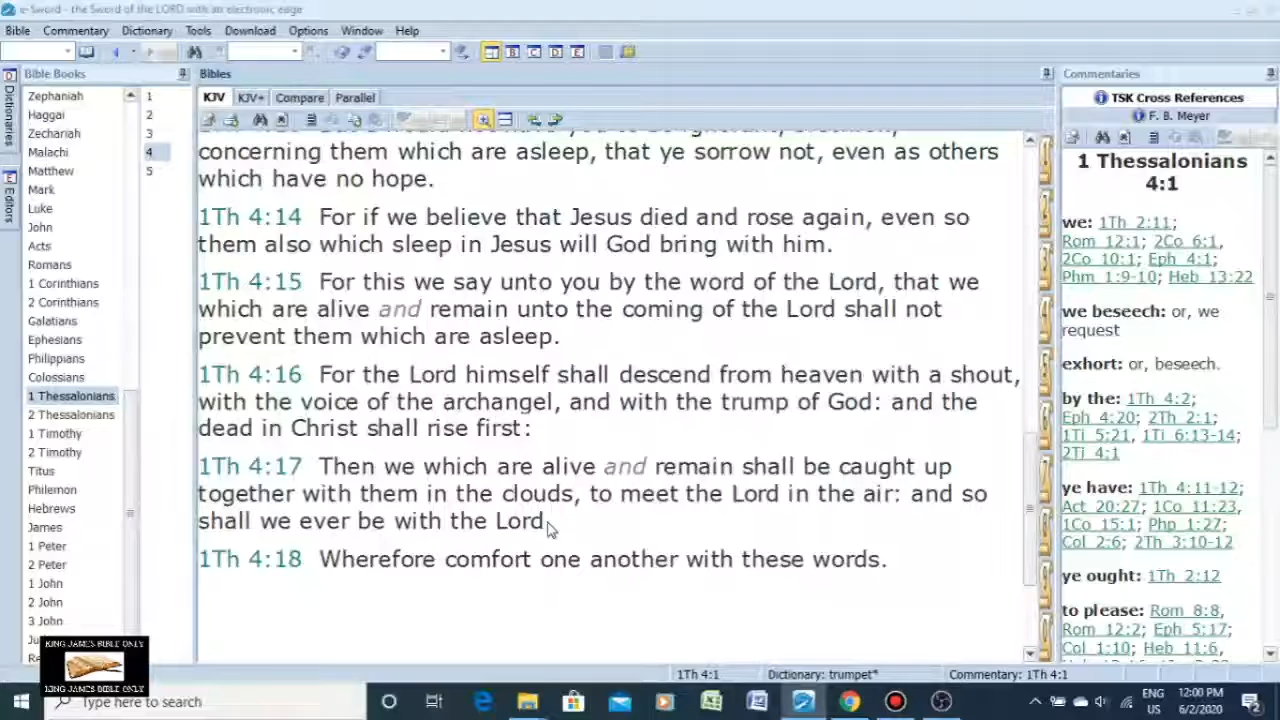 e-Sword - the Sword of the LORD with an electronic edge
Bible Commentary Dictionary Tools Download Options Window Help
B C D E
Dictionaries
Editors
Bible Books
Zephaniah
Haggai
Zechariah
Malachi
Matthew
Mark
Luke
John
Acts
Romans
1 Corinthians
2 Corinthians
Galatians
Ephesians
Philippians
Colossians
1 Thessalonians
2 Thessalonians
1 Timothy
2 Timothy
Titus
Philemon
Hebrews
James
1 Peter
2 Peter
1 John
2 John
3 John
1
2
3
4
5
Bibles
KJV KJV+ Compare Parallel
concerning them which are asleep, that ye sorrow not, even as others
which have no hope.
1Th 4:14 For if we believe that Jesus died and rose again, even so
them also which sleep in Jesus will God bring with him.
1Th 4:15 For this we say unto you by the word of the Lord, that we
which are alive and remain unto the coming of the Lord shall not
prevent them which are asleep.
1Th 4:16 For the Lord himself shall descend from heaven with a shout,
with the voice of the archangel, and with the trump of God: and the
dead in Christ shall rise first:
1Th 4:17 Then we which are alive and remain shall be caught up
together with them in the clouds, to meet the Lord in the air: and so
shall we ever be with the Lord.
1Th 4:18 Wherefore comfort one another with these words.
Commentaries
TSK Cross References
F. B. Meyer
1 Thessalonians
4:1
we: 1Th 2:11;
Rom 12:1; 2Co 6:1,
2Co 10:1; Eph 4:1;
Phm 1:9-10; Heb 13:22
we beseech: or, we
request
exhort: or, beseech.
by the: 1Th 4:2;
Eph 4:20; 2Th 2:1;
1Ti 5:21, 1Ti 6:13-14;
2Ti 4:1
ye have: 1Th 4:11-12;
Act 20:27; 1Co 11:23,
1Co 15:1; Php 1:27;
Col 2:6; 2Th 3:10-12
ye ought: 1Th 2:12
to please: Rom 8:8,
Rom 12:2; Eph 5:17;
Col 1:10; Heb 11:6,
1Th 4:1 Dictionary: trumpet* Commentary: 1Th 4:1
KING JAMES BIBLE ONLY
KING JAMES BIBLE ONLY
Type here to search
ENG
US
12:00 PM
6/2/2020
2